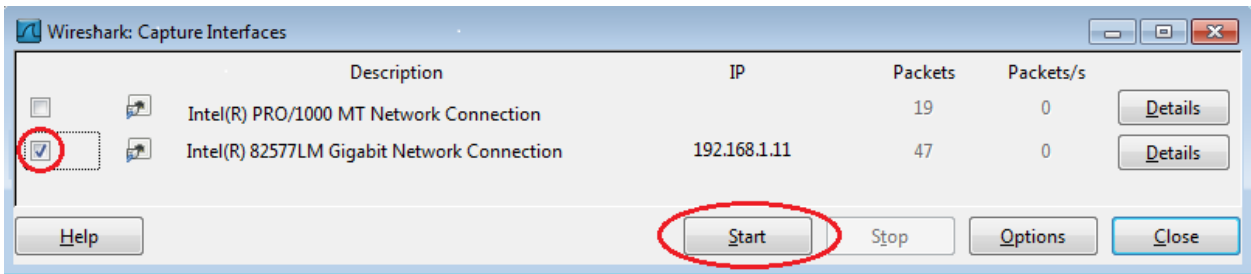 Wireshark: Capture Interfaces
Description IP Packets Packets/s
Intel(R) PRO/1000 MT Network Connection 19 0 Details
Intel(R) 82577LM Gigabit Network Connection 192.168.1.11 47 0 Details
Help Start Stop Options Close